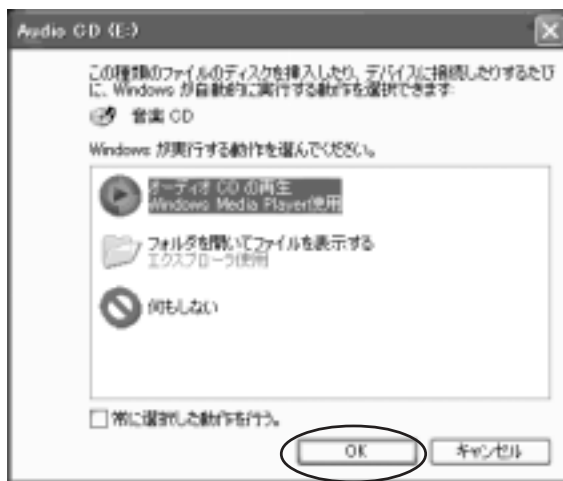 Audio CD (E:)
この種類のファイルのディスクを挿入したり、デバイスに接続したりするたび
に、Windows が自動的に実行する動作を選択できます:
音楽 CD
Windows が実行する動作を選んでください。
オーディオ CD の再生
Windows Media Player使用
フォルダを開いてファイルを表示する
エクスプローラ使用
何もしない
常に選択した動作を行う。
OK
キャンセル